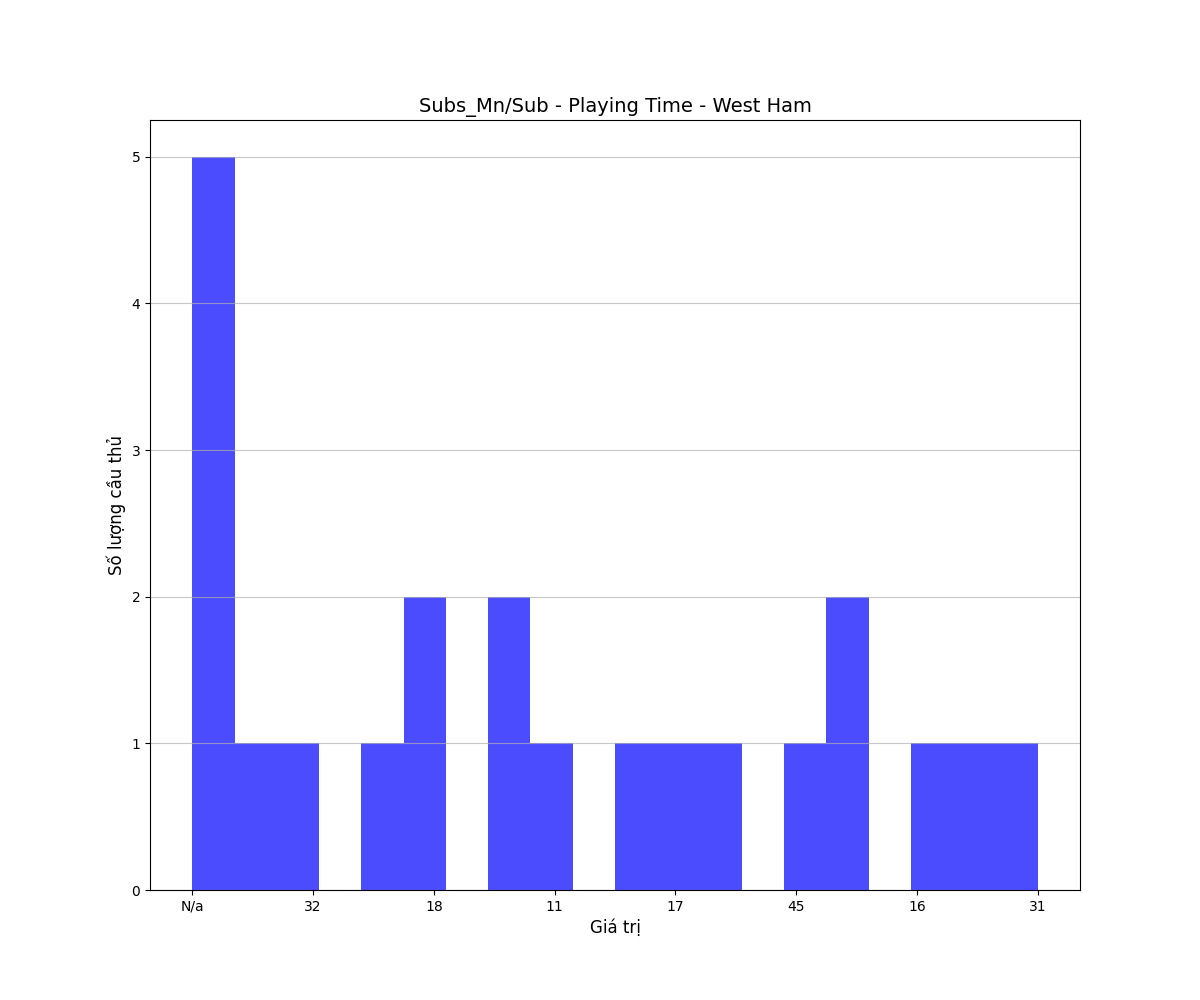 Subs_Mn/Sub - Playing Time - West Ham
Số lượng cầu thủ
5
4
3
2
1
0
N/a 32 18 11 17 45 16 31
Giá trị